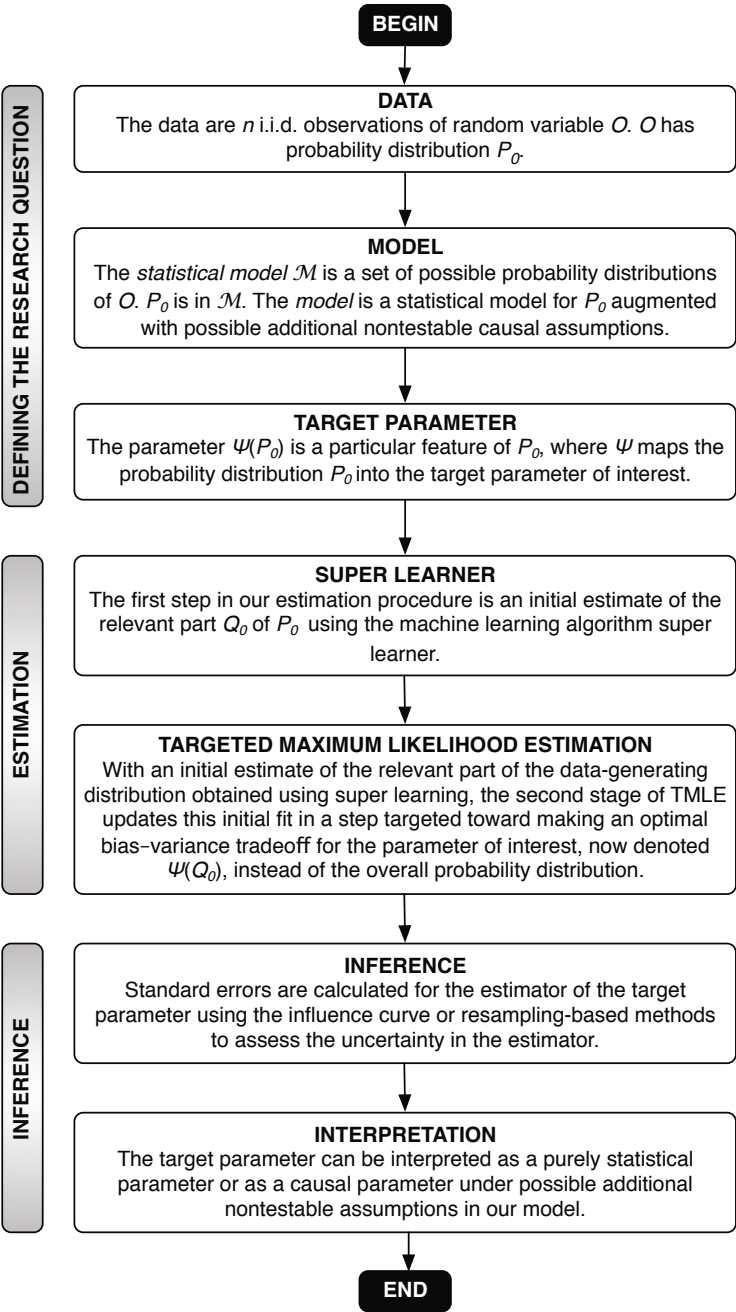 BEGIN
DEFINING THE RESEARCH QUESTION
DATA
The data are n i.i.d. observations of random variable O. O has
probability distribution P₀.
MODEL
The statistical model ℳ is a set of possible probability distributions
of O. P₀ is in ℳ. The model is a statistical model for P₀ augmented
with possible additional nontestable causal assumptions.
TARGET PARAMETER
The parameter Ψ(P₀) is a particular feature of P₀, where Ψ maps the
probability distribution P₀ into the target parameter of interest.
ESTIMATION
SUPER LEARNER
The first step in our estimation procedure is an initial estimate of the
relevant part Q₀ of P₀ using the machine learning algorithm super
learner.
TARGETED MAXIMUM LIKELIHOOD ESTIMATION
With an initial estimate of the relevant part of the data-generating
distribution obtained using super learning, the second stage of TMLE
updates this initial fit in a step targeted toward making an optimal
bias–variance tradeoff for the parameter of interest, now denoted
Ψ(Q₀), instead of the overall probability distribution.
INFERENCE
INFERENCE
Standard errors are calculated for the estimator of the target
parameter using the influence curve or resampling-based methods
to assess the uncertainty in the estimator.
INTERPRETATION
The target parameter can be interpreted as a purely statistical
parameter or as a causal parameter under possible additional
nontestable assumptions in our model.
END